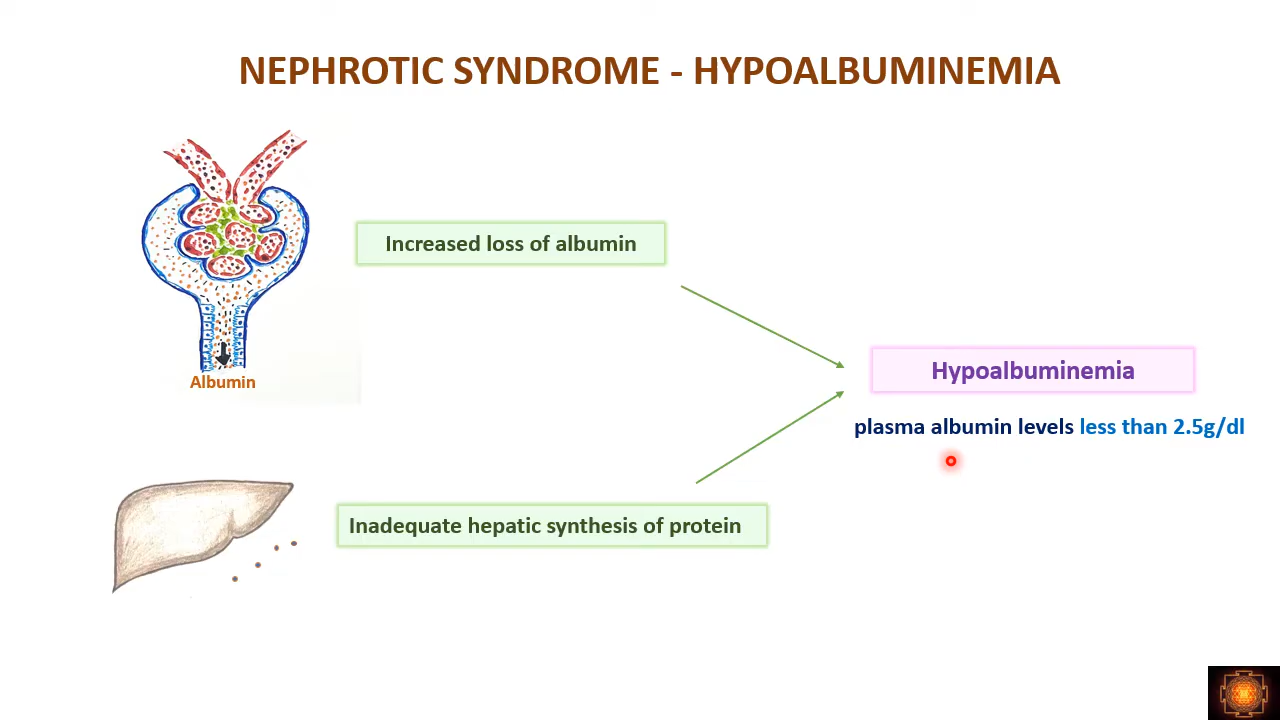 NEPHROTIC SYNDROME - HYPOALBUMINEMIA
Increased loss of albumin
Albumin
Hypoalbuminemia
plasma albumin levels less than 2.5g/dl
Inadequate hepatic synthesis of protein